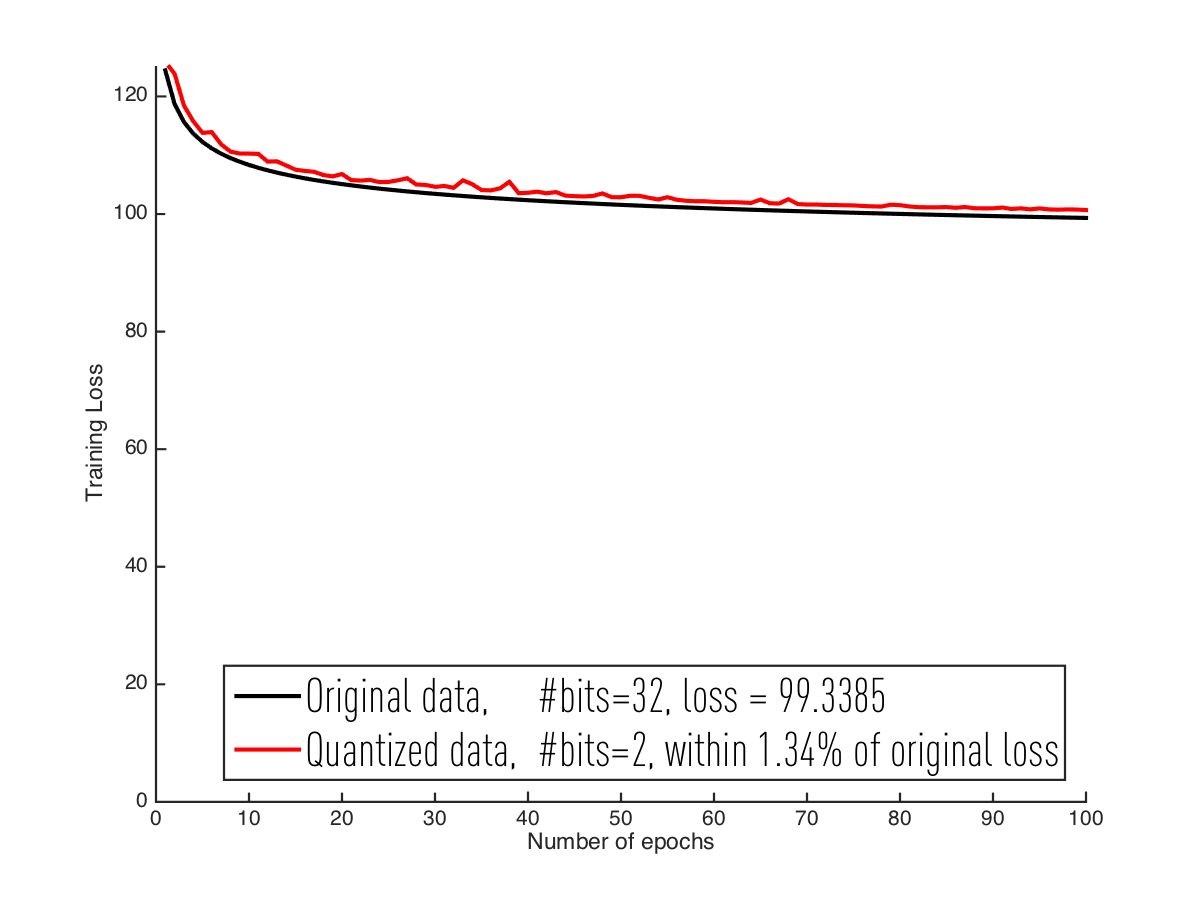 120
100
80
60
40
20
0
Training Loss
Original data, #bits=32, loss = 99.3385
Quantized data, #bits=2, within 1.34% of original loss
0 10 20 30 40 50 60 70 80 90 100
Number of epochs